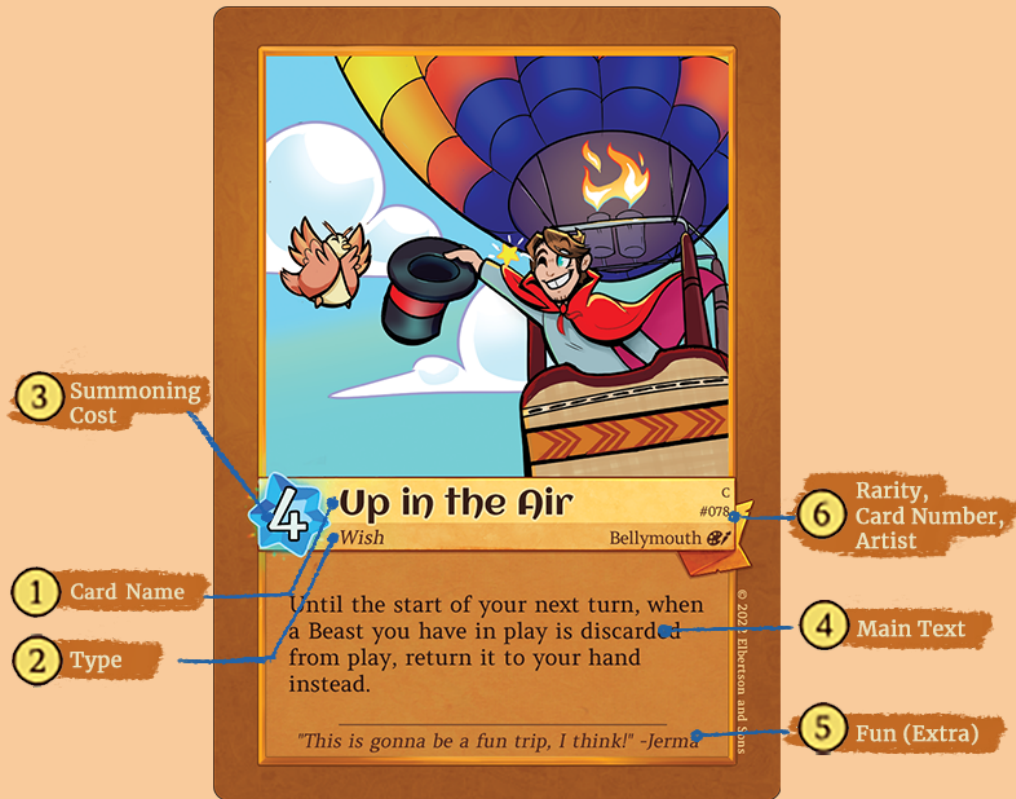 3
Summoning
Cost
4
Up in the Air
C
#078
Wish
Bellymouth
6
Rarity,
Card Number,
Artist
1
Card Name
2
Type
Until the start of your next turn, when
a Beast you have in play is discarded
from play, return it to your hand
instead.
4
Main Text
"This is gonna be a fun trip, I think!" -Jerma
5
Fun (Extra)
© 2022 Elbertson and Sons